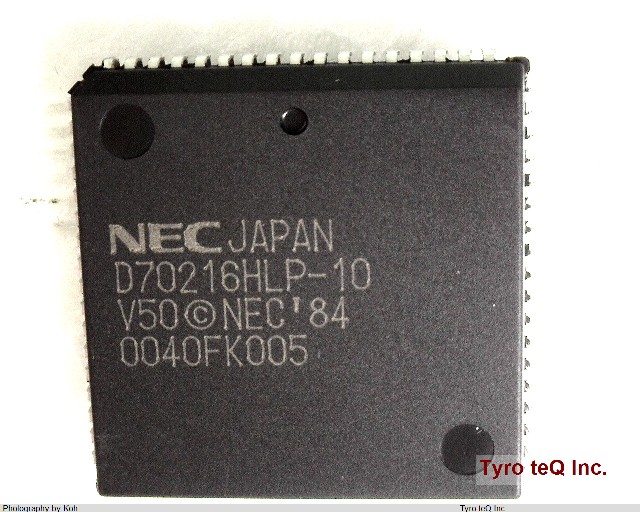 NEC JAPAN
D70216HLP-10
V50©NEC'84
0040FK005
Tyro teQ Inc.
Photography by Koh
Tyro teQ Inc